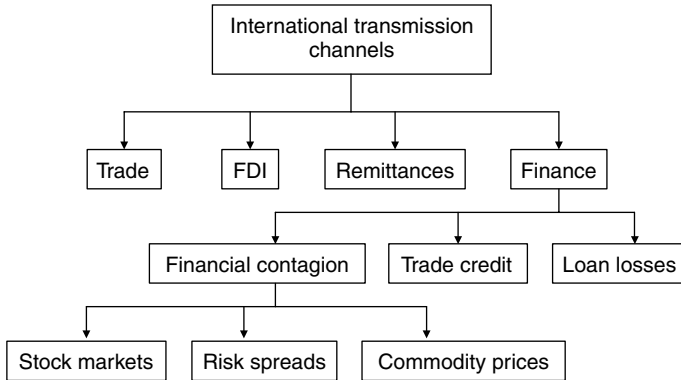 International transmission
channels
Trade
FDI
Remittances
Finance
Financial contagion
Trade credit
Loan losses
Stock markets
Risk spreads
Commodity prices